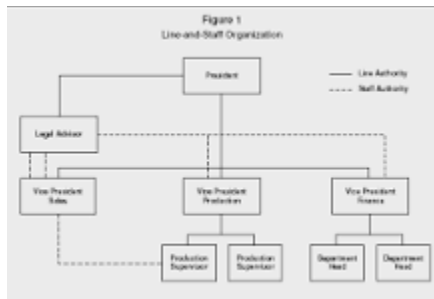 Figure 1
Line-and-Staff Organization
President
Line Authority
Staff Authority
Legal Advisor
Vice President
Sales
Vice President
Production
Vice President
Finance
Production
Supervisor
Production
Supervisor
Department
Head
Department
Head